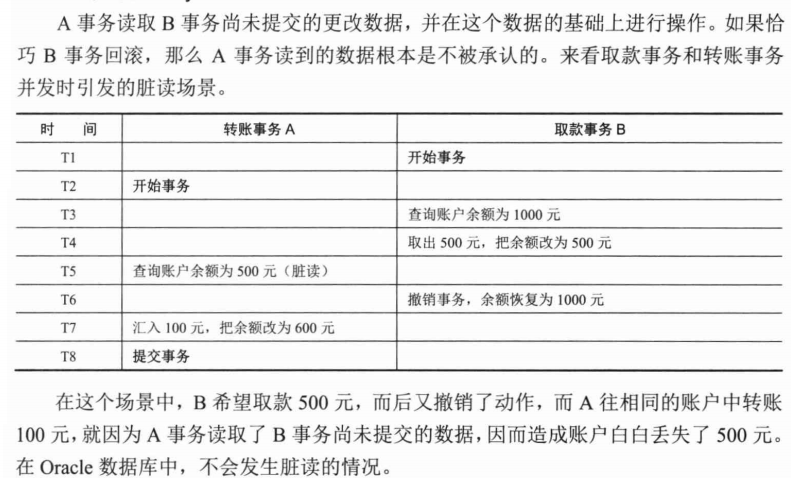 A 事务读取 B 事务尚未提交的更改数据，并在这个数据的基础上进行操作。如果恰
巧 B 事务回滚，那么 A 事务读到的数据根本是不被承认的。来看取款事务和转账事务
并发时引发的脏读场景。
时 间 转账事务 A 取款事务 B
T1 开始事务
T2 开始事务
T3 查询账户余额为 1000 元
T4 取出 500 元，把余额改为 500 元
T5 查询账户余额为 500 元（脏读）
T6 撤销事务，余额恢复为 1000 元
T7 汇入 100 元，把余额改为 600 元
T8 提交事务
在这个场景中，B 希望取款 500 元，而后又撤销了动作，而 A 往相同的账户中转账
100 元，就因为 A 事务读取了 B 事务尚未提交的数据，因而造成账户白白丢失了 500 元。
在 Oracle 数据库中，不会发生脏读的情况。